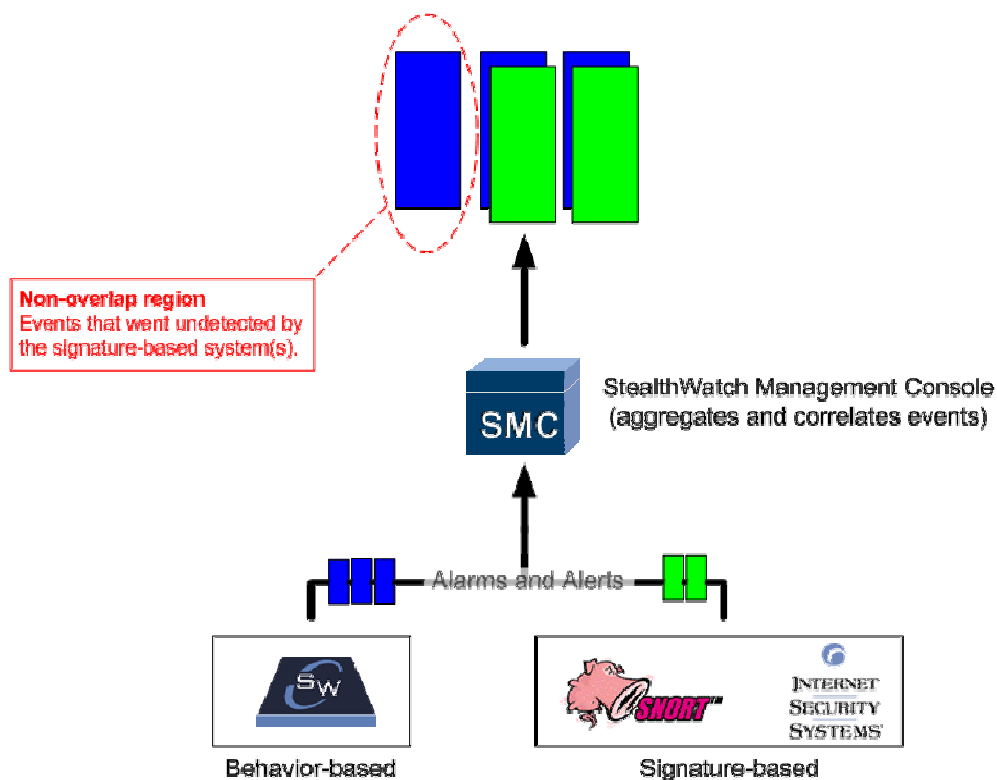 Non-overlap region
Events that went undetected by
the signature-based system(s).
StealthWatch Management Console
(aggregates and correlates events)
SMC
Alarms and Alerts
SW
SNORT™
INTERNET
SECURITY
SYSTEMS
Behavior-based
Signature-based